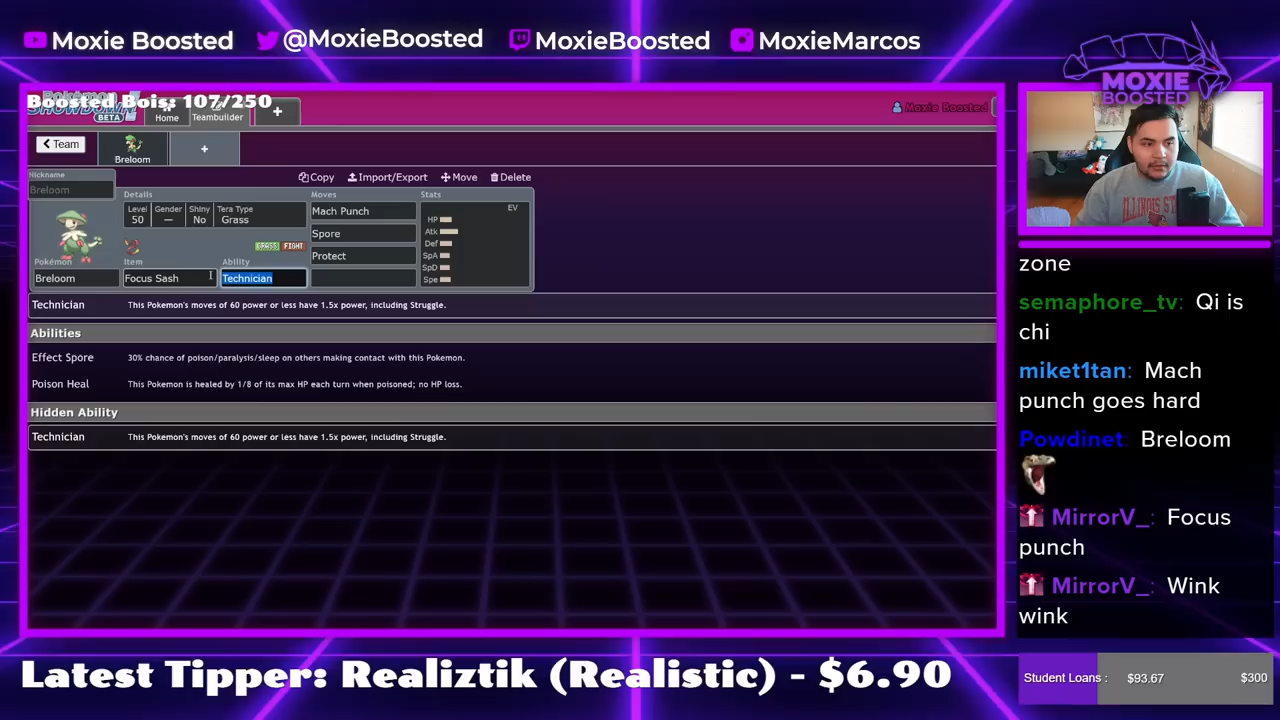 Moxie Boosted @MoxieBoosted MoxieBoosted MoxieMarcos
MOXIE
BOOSTED
Boosted Bois: 107/250
SHOWDOWN
BETA
Home
Teambuilder
+
Moxie Boosted
< Team
Breloom
+
Copy Import/Export Move Delete
Nickname
Breloom
Details
Level
50
Gender
—
Shiny
No
Tera Type
Grass
GRASS FIGHT
Pokémon
Breloom
Item
Focus Sash
Ability
Technician
Moves
Mach Punch
Spore
Protect
Stats
EV
HP
Atk
Def
SpA
SpD
Spe
Technician This Pokemon's moves of 60 power or less have 1.5x power, including Struggle.
Abilities
Effect Spore 30% chance of poison/paralysis/sleep on others making contact with this Pokemon.
Poison Heal This Pokemon is healed by 1/8 of its max HP each turn when poisoned; no HP loss.
Hidden Ability
Technician This Pokemon's moves of 60 power or less have 1.5x power, including Struggle.
ILLINOIS ST
zone
semaphore_tv: Qi is
chi
miket1tan: Mach
punch goes hard
Powdinet: Breloom
MirrorV_: Focus
punch
MirrorV_: Wink
wink
Latest Tipper: Realiztik (Realistic) - $6.90
Student Loans : $93.67 $300